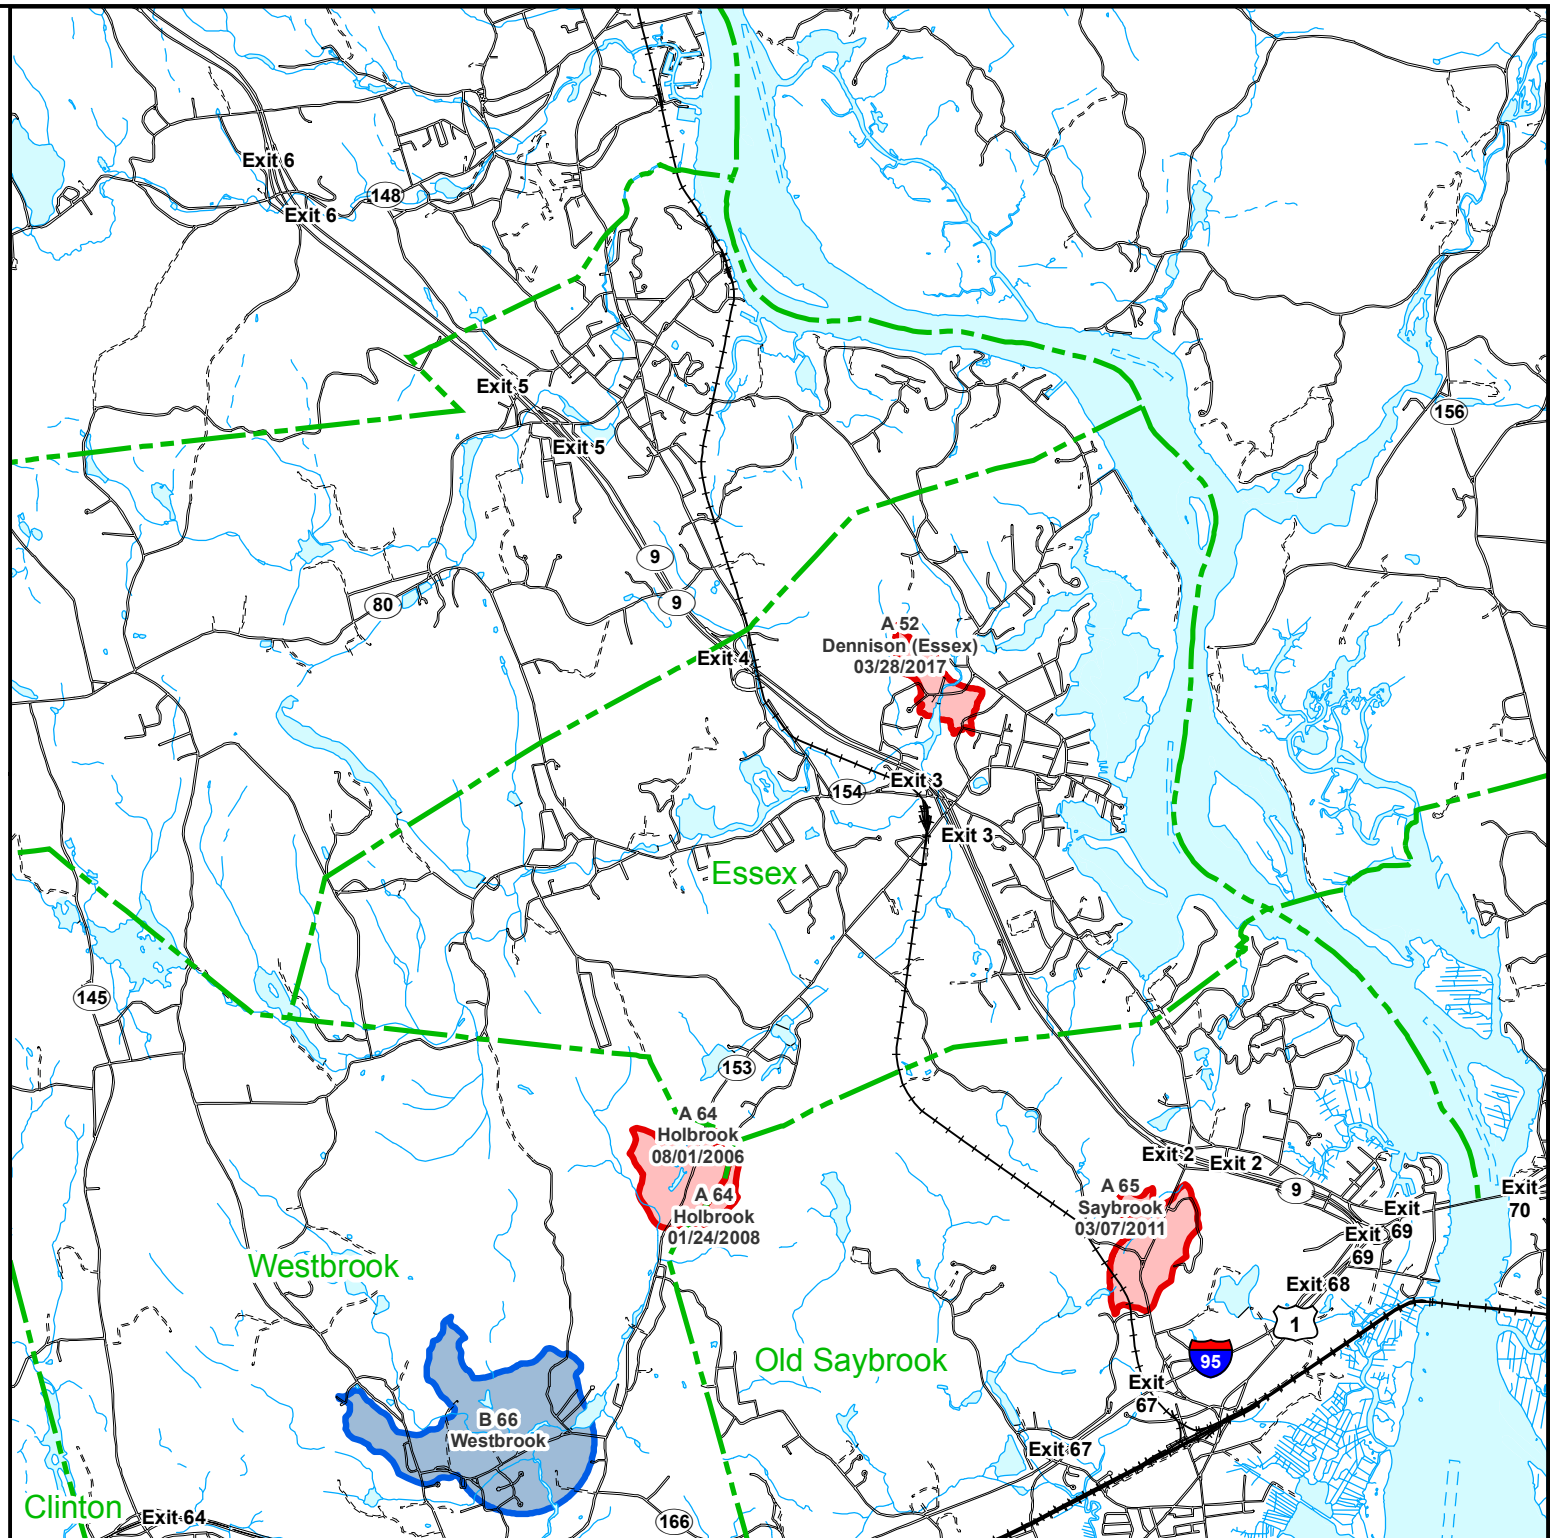 Exit 6
148
Exit 6
Exit 5
156
Exit 5
9
9
80
A 52
Dennison (Essex)
03/28/2017
Exit 4
Exit 3
154
Exit 3
Essex
145
153
A 64
Holbrook
08/01/2006
Exit 2
Exit 2
9
A 65
Saybrook
03/07/2011
A 64
Holbrook
01/24/2008
Exit
70
Exit
69
Exit
69
Westbrook
Exit 68
1
95
Old Saybrook
Exit
67
B 66
Westbrook
Exit 67
Clinton
Exit 64
166